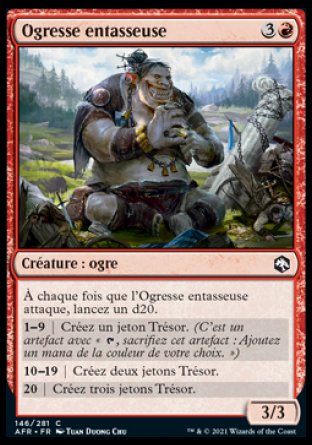 Ogresse entasseuse 3
Créature : ogre
À chaque fois que l'Ogresse entasseuse
attaque, lancez un d20.
1–9 | Créez un jeton Trésor. (C'est un
artefact avec « , sacrifiez cet artefact : Ajoutez
un mana de la couleur de votre choix. »)
10–19 | Créez deux jetons Trésor.
20 | Créez trois jetons Trésor.
3/3
146/281 C
AFR • FR Tuan Duong Chu
™ & © 2021 Wizards of the Coast